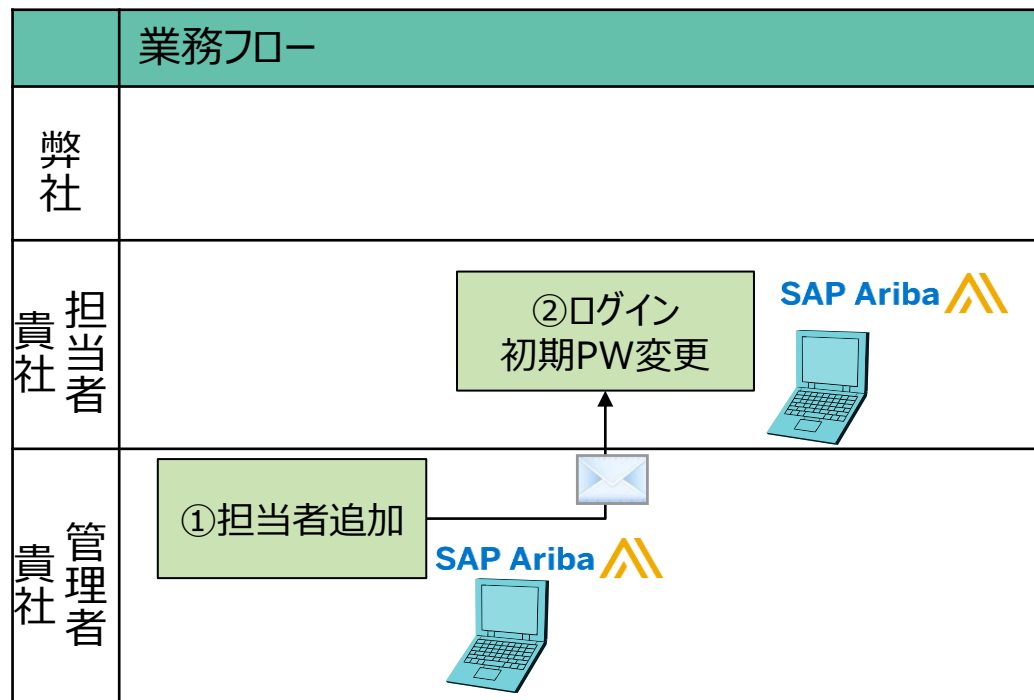 業務フロー
弊社
貴社
担当者
②ログイン
初期PW変更
SAP Ariba
貴社
管理者
①担当者追加
SAP Ariba